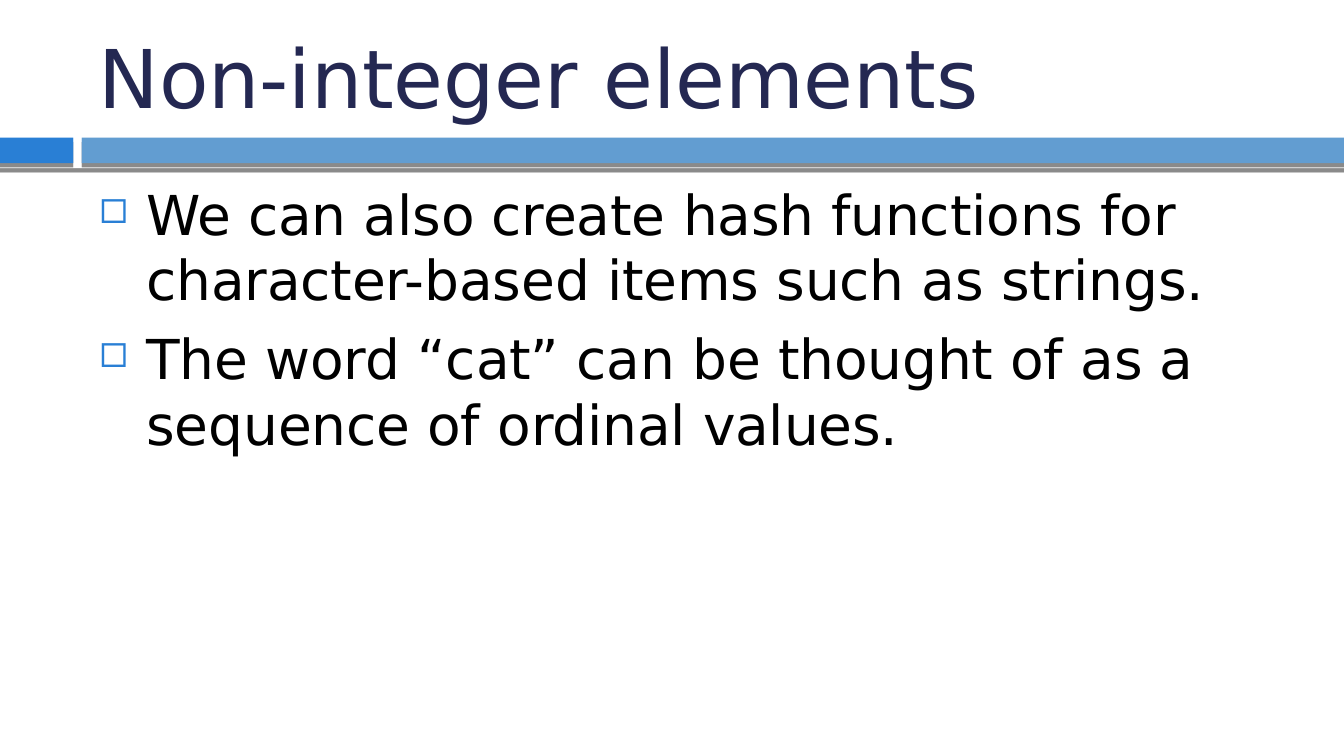 Non-integer elements
We can also create hash functions for
character-based items such as strings.
The word “cat” can be thought of as a
sequence of ordinal values.